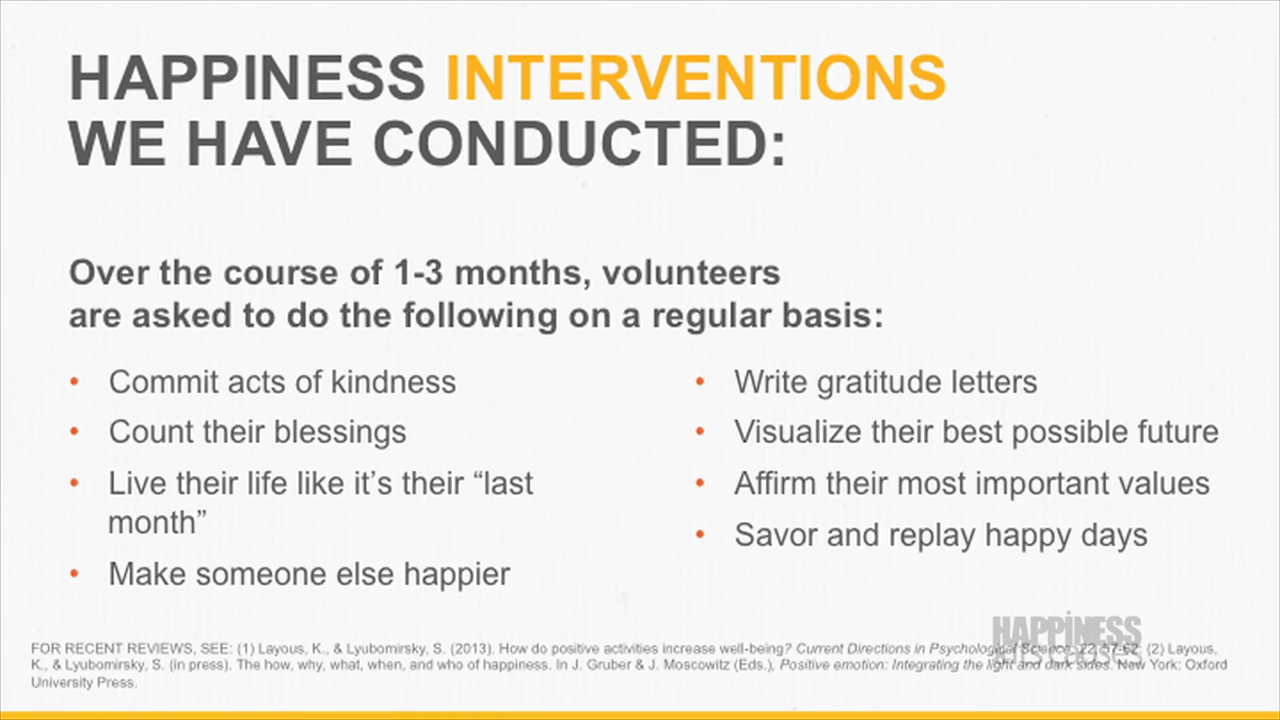 HAPPINESS INTERVENTIONS
WE HAVE CONDUCTED:
Over the course of 1-3 months, volunteers
are asked to do the following on a regular basis:
• Commit acts of kindness
• Count their blessings
• Live their life like it’s their “last
month”
• Make someone else happier
• Write gratitude letters
• Visualize their best possible future
• Affirm their most important values
• Savor and replay happy days
HAPPINESS
FOR RECENT REVIEWS, SEE: (1) Layous, K., & Lyubomirsky, S. (2013). How do positive activities increase well-being? Current Directions in Psychological Science, 22, 57-62. (2) Layous,
K., & Lyubomirsky, S. (in press). The how, why, what, when, and who of happiness. In J. Gruber & J. Moscowitz (Eds.), Positive emotion: Integrating the light and dark sides. New York: Oxford
University Press.